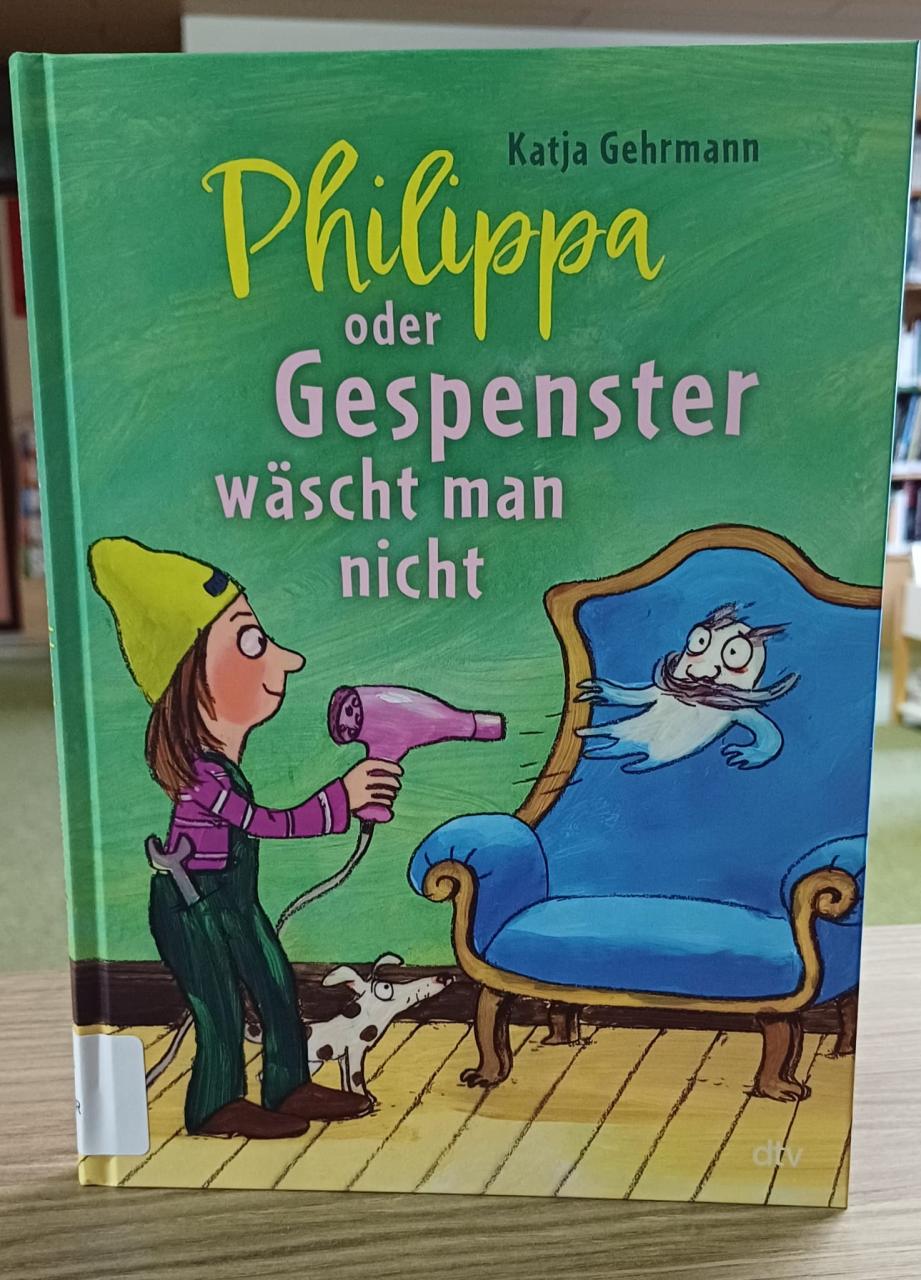 Katja Gehrmann
Philippa
oder
Gespenster
wäscht man
nicht
dtv
R